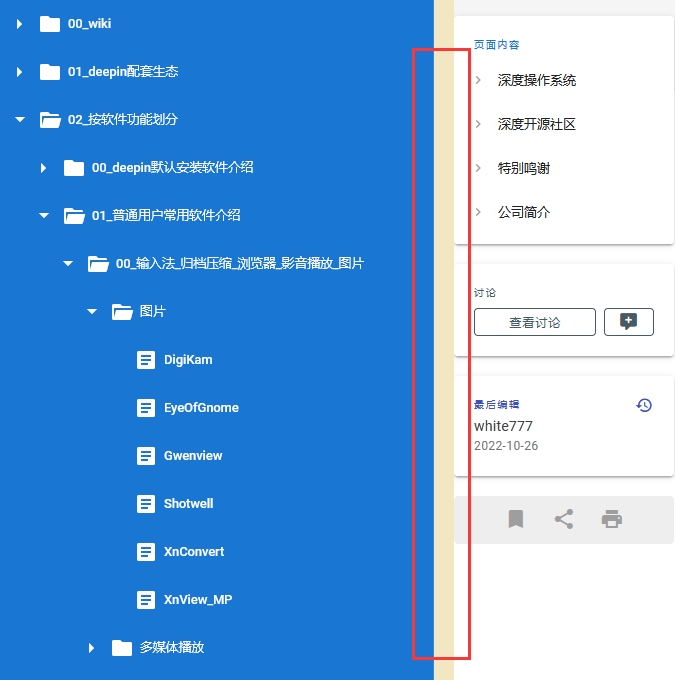 00_wiki
01_deepin配套生态
02_按软件功能划分
00_deepin默认安装软件介绍
01_普通用户常用软件介绍
00_输入法_归档压缩_浏览器_影音播放_图片
图片
DigiKam
EyeOfGnome
Gwenview
Shotwell
XnConvert
XnView_MP
多媒体播放
页面内容
深度操作系统
深度开源社区
特别鸣谢
公司简介
讨论
查看讨论
最后编辑
white777
2022-10-26